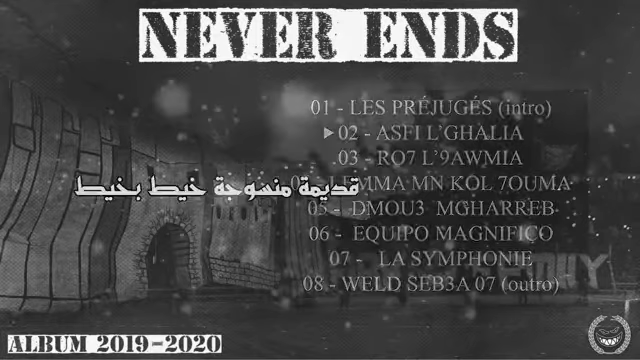 NEVER ENDS
01 - LES PRÉJUGÉS (intro)
02 - ASFI L'GHALIA
03 - RO7 L'9AWMIA
LEMMA MN KOL 7OUMA
قديمة منسوجة خيط بخيط
05 - DMOU3 MGHARREB
06 - EQUIPO MAGNIFICO
07 - LA SYMPHONIE
08 - WELD SEB3A 07 (outro)
ALBUM 2019-2020